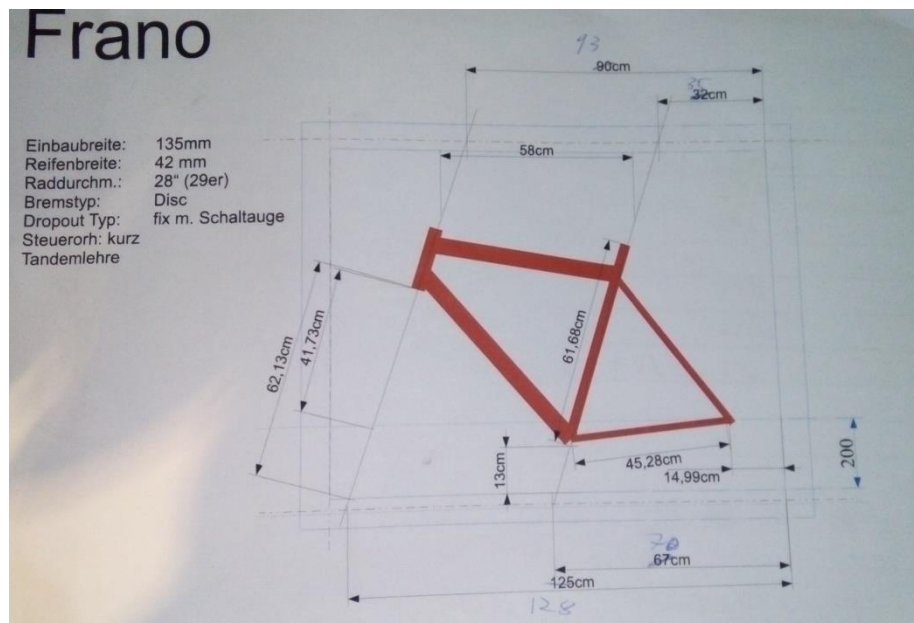 Frano
Einbaubreite: 135mm
Reifenbreite: 42 mm
Raddurchm.: 28“ (29er)
Bremstyp: Disc
Dropout Typ: fix m. Schaltauge
Steuerorh: kurz
Tandemlehre
93
90cm
35
32cm
58cm
62,13cm
41,73cm
61,68cm
13cm
45,28cm
14,99cm
200
70
67cm
125cm
128